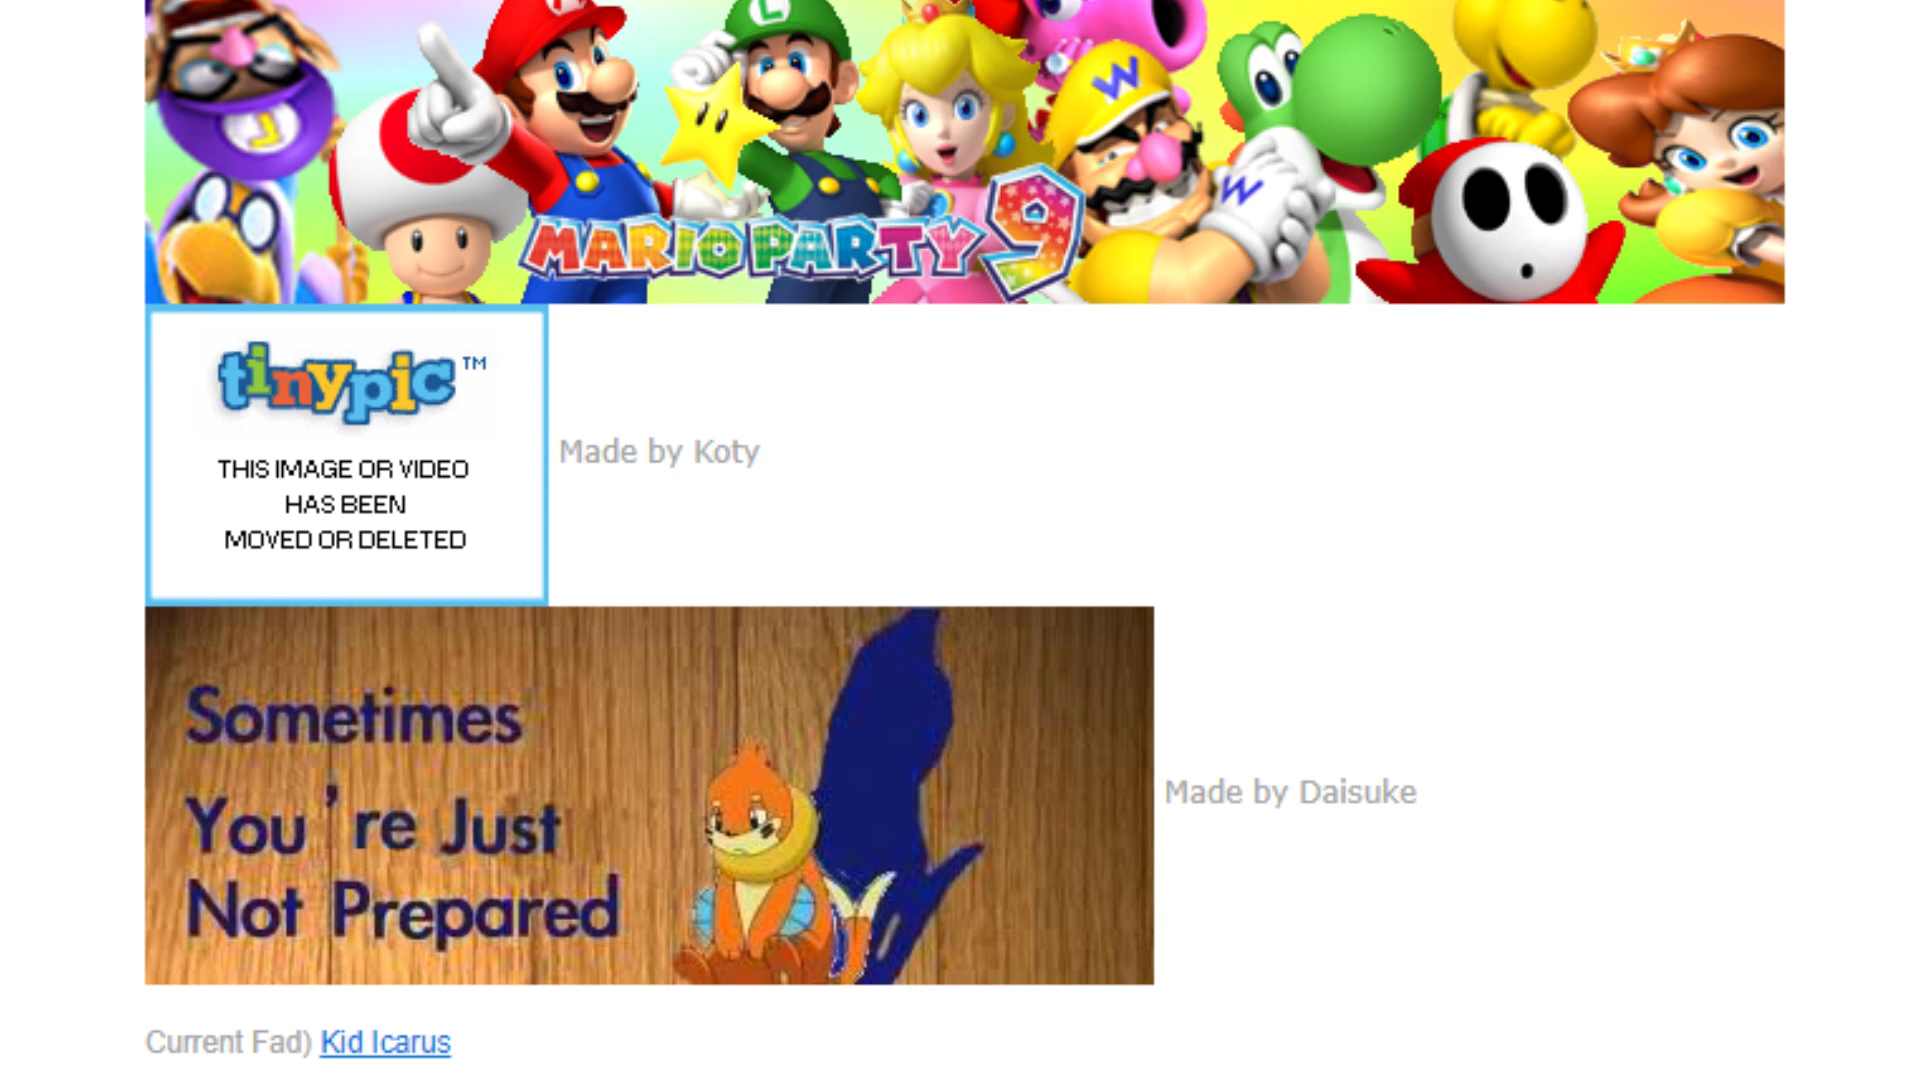 L
W
W
MARIO PARTY 9
tinypic™
THIS IMAGE OR VIDEO
HAS BEEN
MOVED OR DELETED
Made by Koty
Sometimes
You're Just
Not Prepared
Made by Daisuke
Current Fad) Kid Icarus